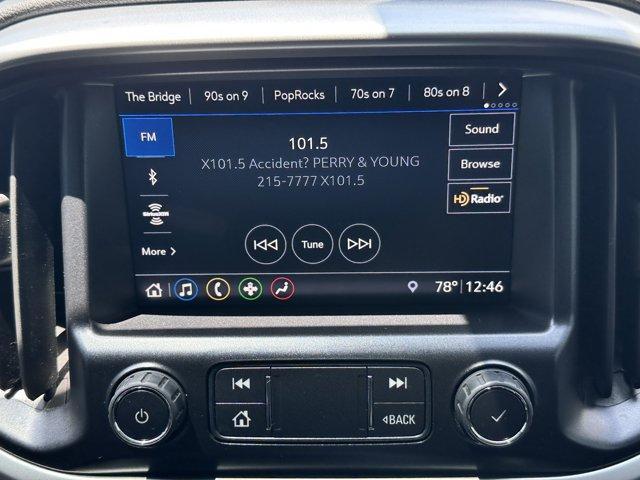 The Bridge 90s on 9 PopRocks 70s on 7 80s on 8
FM
101.5
Sound
X101.5 Accident? PERRY & YOUNG
215-7777 X101.5
Browse
SiriusXM
HD Radio
More
Tune
78° 12:46
BACK